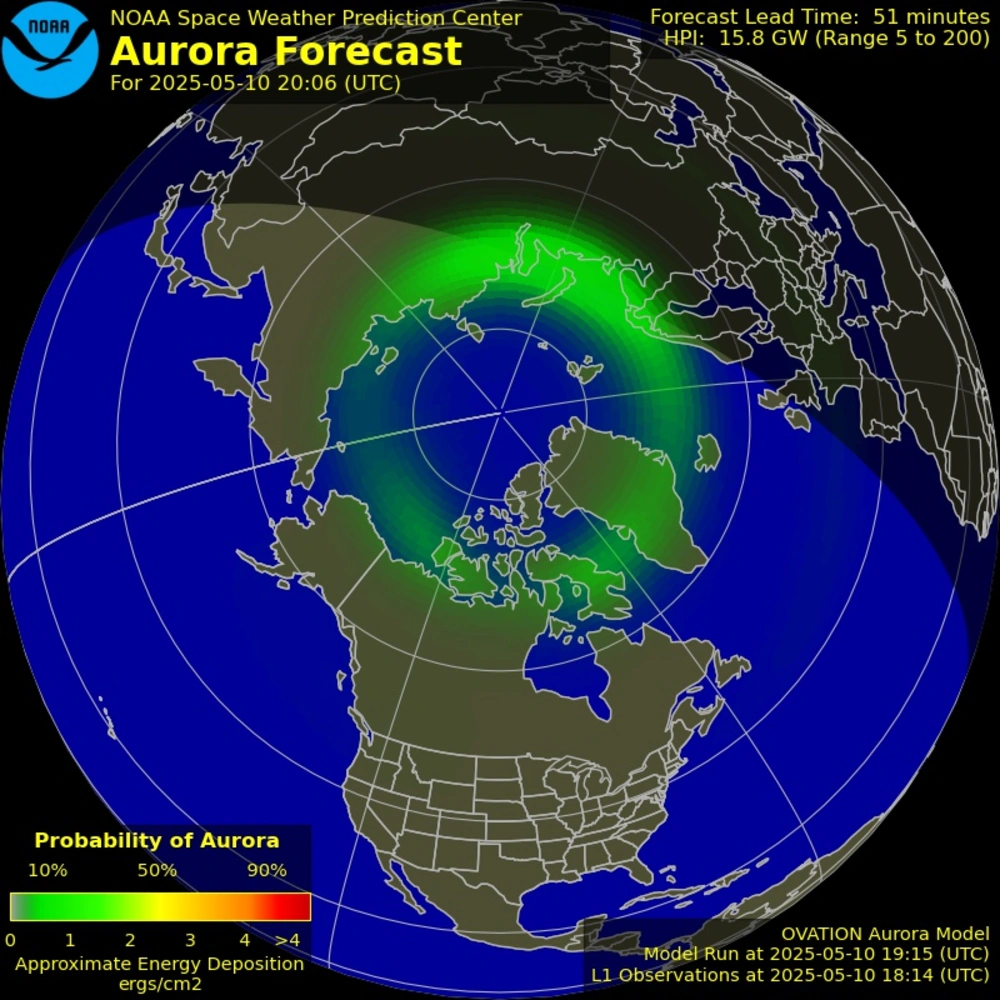 NOAA
NOAA Space Weather Prediction Center
Aurora Forecast
For 2025-05-10 20:06 (UTC)
Forecast Lead Time: 51 minutes
HPI: 15.8 GW (Range 5 to 200)
Probability of Aurora
10% 50% 90%
0 1 2 3 4 >4
Approximate Energy Deposition
ergs/cm2
OVATION Aurora Model
Model Run at 2025-05-10 19:15 (UTC)
L1 Observations at 2025-05-10 18:14 (UTC)